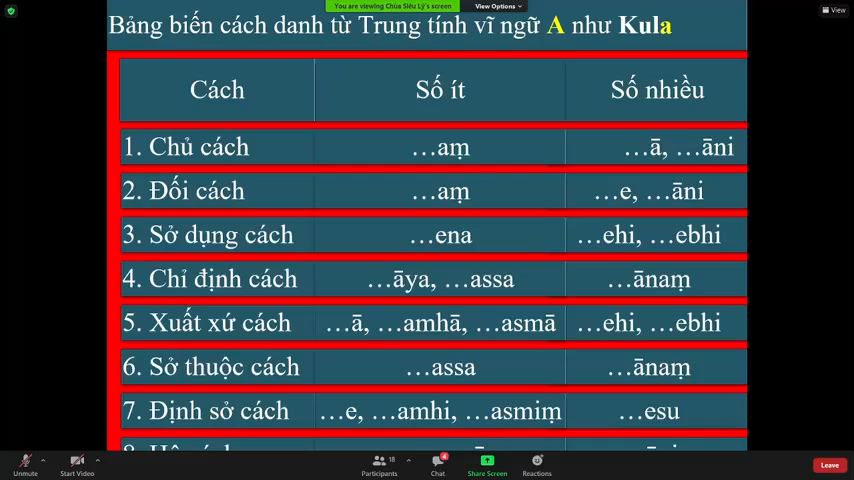 You are viewing Chùa Siêu Lý's screen
View Options
View
Bảng biến cách danh từ Trung tính vĩ ngữ A như Kula
Cách Số ít Số nhiều
1. Chủ cách …aṃ …ā, …āni
2. Đối cách …aṃ …e, …āni
3. Sở dụng cách …ena …ehi, …ebhi
4. Chỉ định cách …āya, …assa …ānaṃ
5. Xuất xứ cách …ā, …amhā, …asmā …ehi, …ebhi
6. Sở thuộc cách …assa …ānaṃ
7. Định sở cách …e, …amhi, …asmiṃ …esu
Unmute Start Video Participants 18 Chat 4 Share Screen Reactions Leave